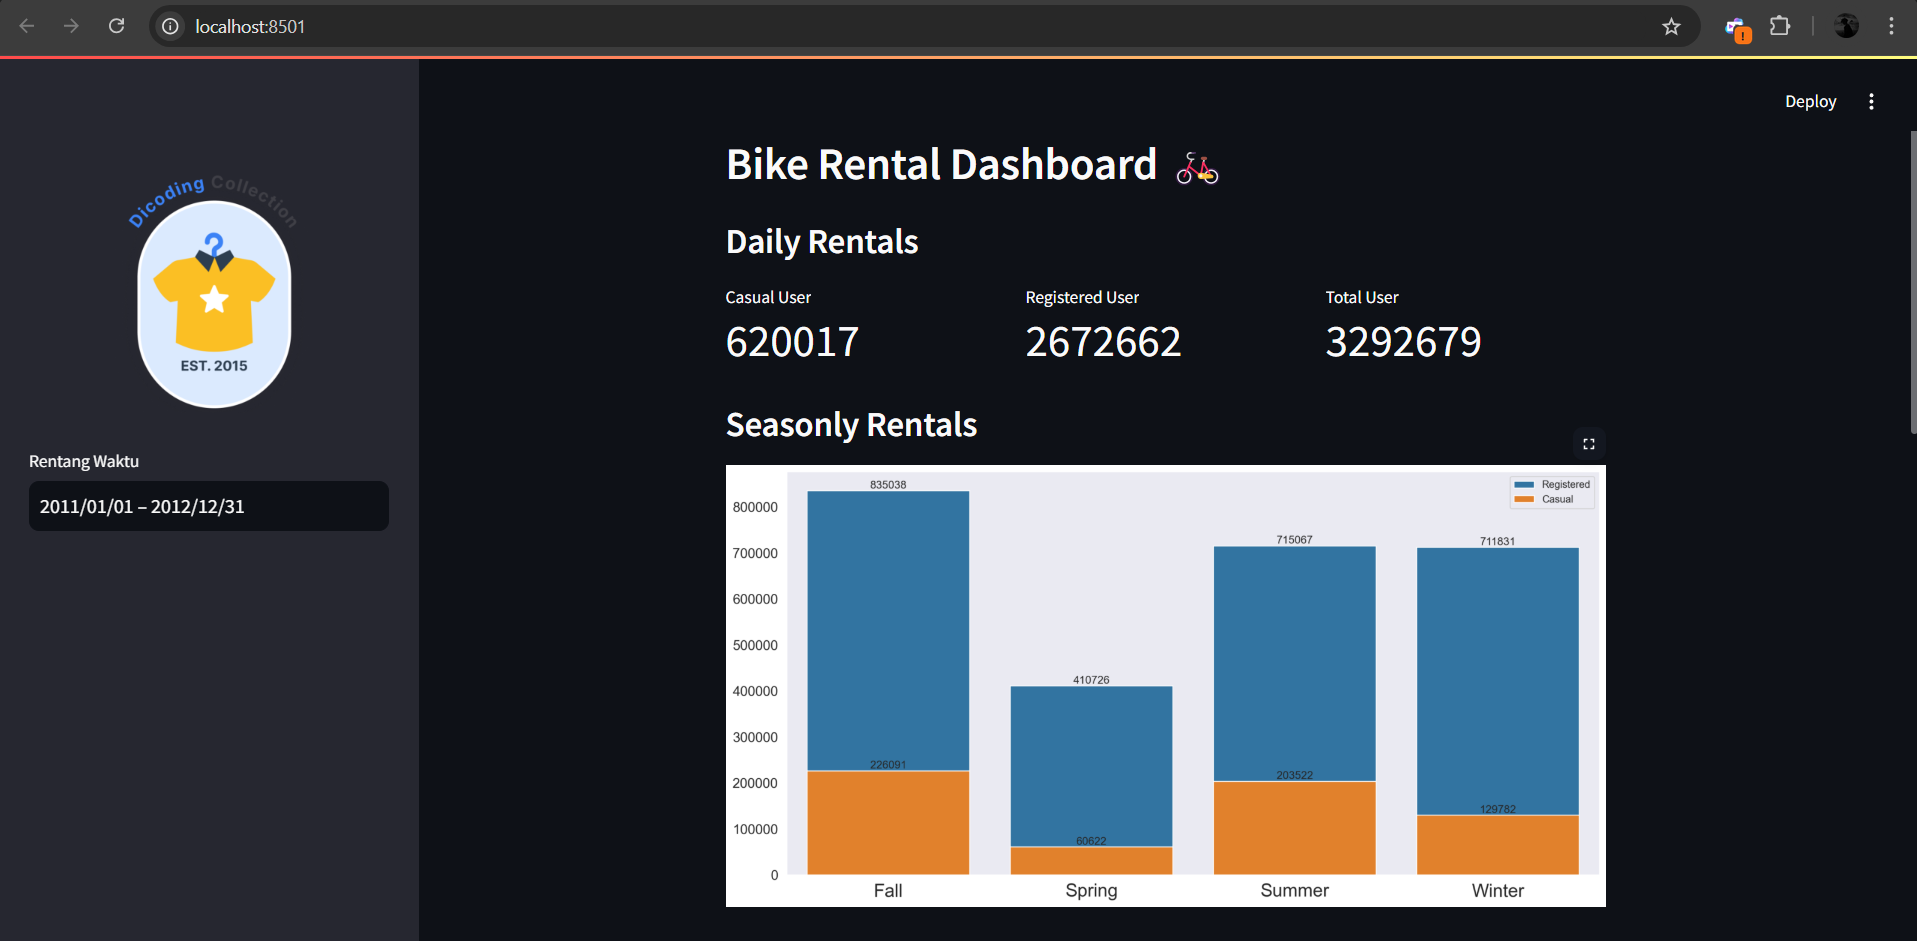 localhost:8501
Deploy
Dicoding Collection
EST. 2015
Rentang Waktu
2011/01/01 – 2012/12/31
Bike Rental Dashboard
Daily Rentals
Casual User
Registered User
Total User
620017
2672662
3292679
Seasonly Rentals
Registered
Casual
800000
700000
600000
500000
400000
300000
200000
100000
0
835038
226091
410726
60622
715067
203522
711831
129782
Fall
Spring
Summer
Winter